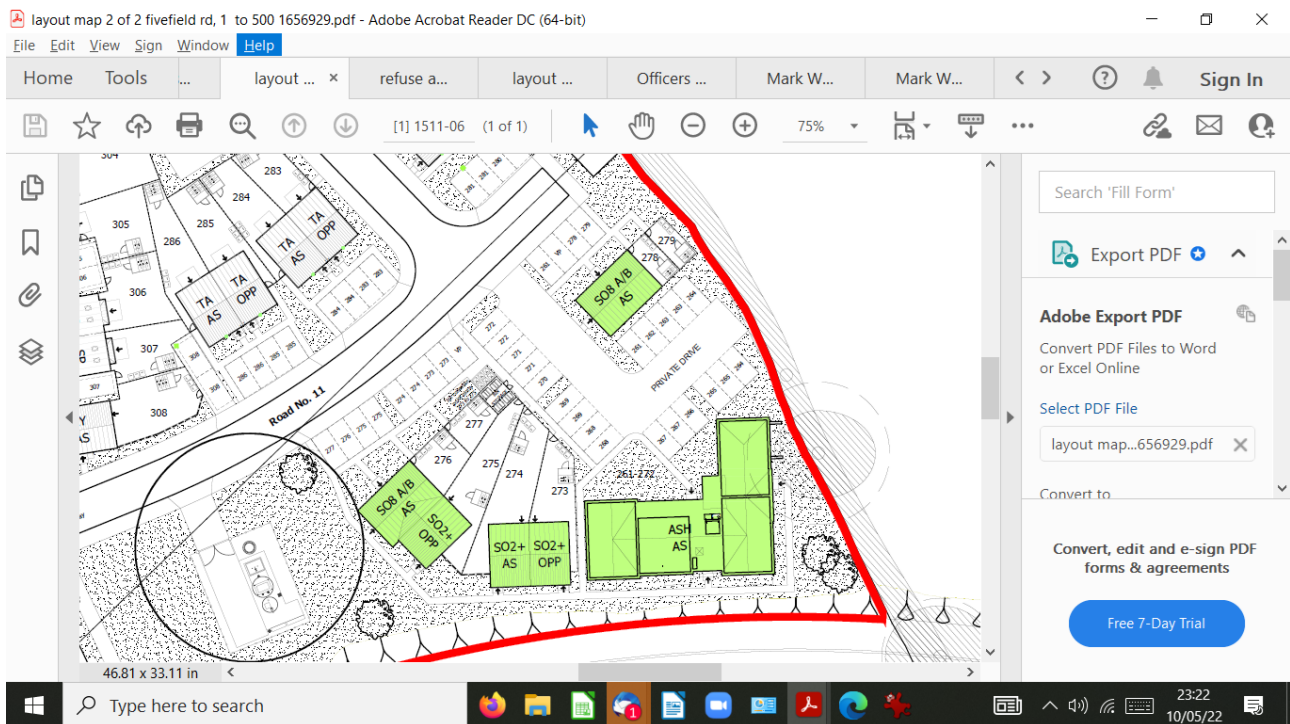 layout map 2 of 2 fivefield rd, 1 to 500 1656929.pdf - Adobe Acrobat Reader DC (64-bit)
File Edit View Sign Window Help
Home Tools ... layout ... × refuse a... layout ... Officers ... Mark W... Mark W... Sign In
[1] 1511-06 (1 of 1) 75%
304
283
284
305
285
286
306
307
308
TA AS
TA OPP
TA AS
TA OPP
Road No. 11
279
278
SO8 A/B AS
PRIVATE DRIVE
277
276
275
274
273
261-272
SO8 A/B AS
SO2+ OPP
SO2+ AS
SO2+ OPP
ASH AS
46.81 x 33.11 in
Search 'Fill Form'
Export PDF
Adobe Export PDF
Convert PDF Files to Word
or Excel Online
Select PDF File
layout map...656929.pdf
Convert to
Convert, edit and e-sign PDF
forms & agreements
Free 7-Day Trial
Type here to search
1
23:22
10/05/22